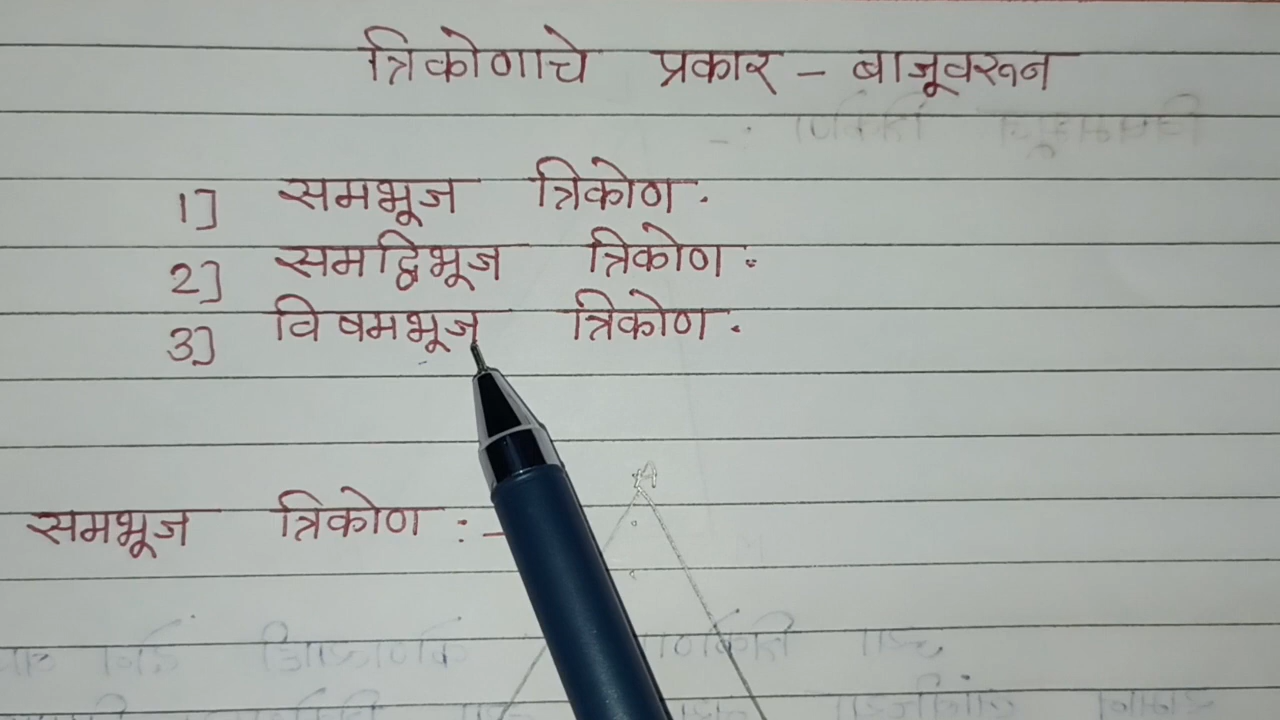 त्रिकोणाचे प्रकार – बाजूवरून
1] समभूज त्रिकोण.
2] समद्विभूज त्रिकोण.
3] विषमभूज त्रिकोण.
A
समभूज त्रिकोण :-